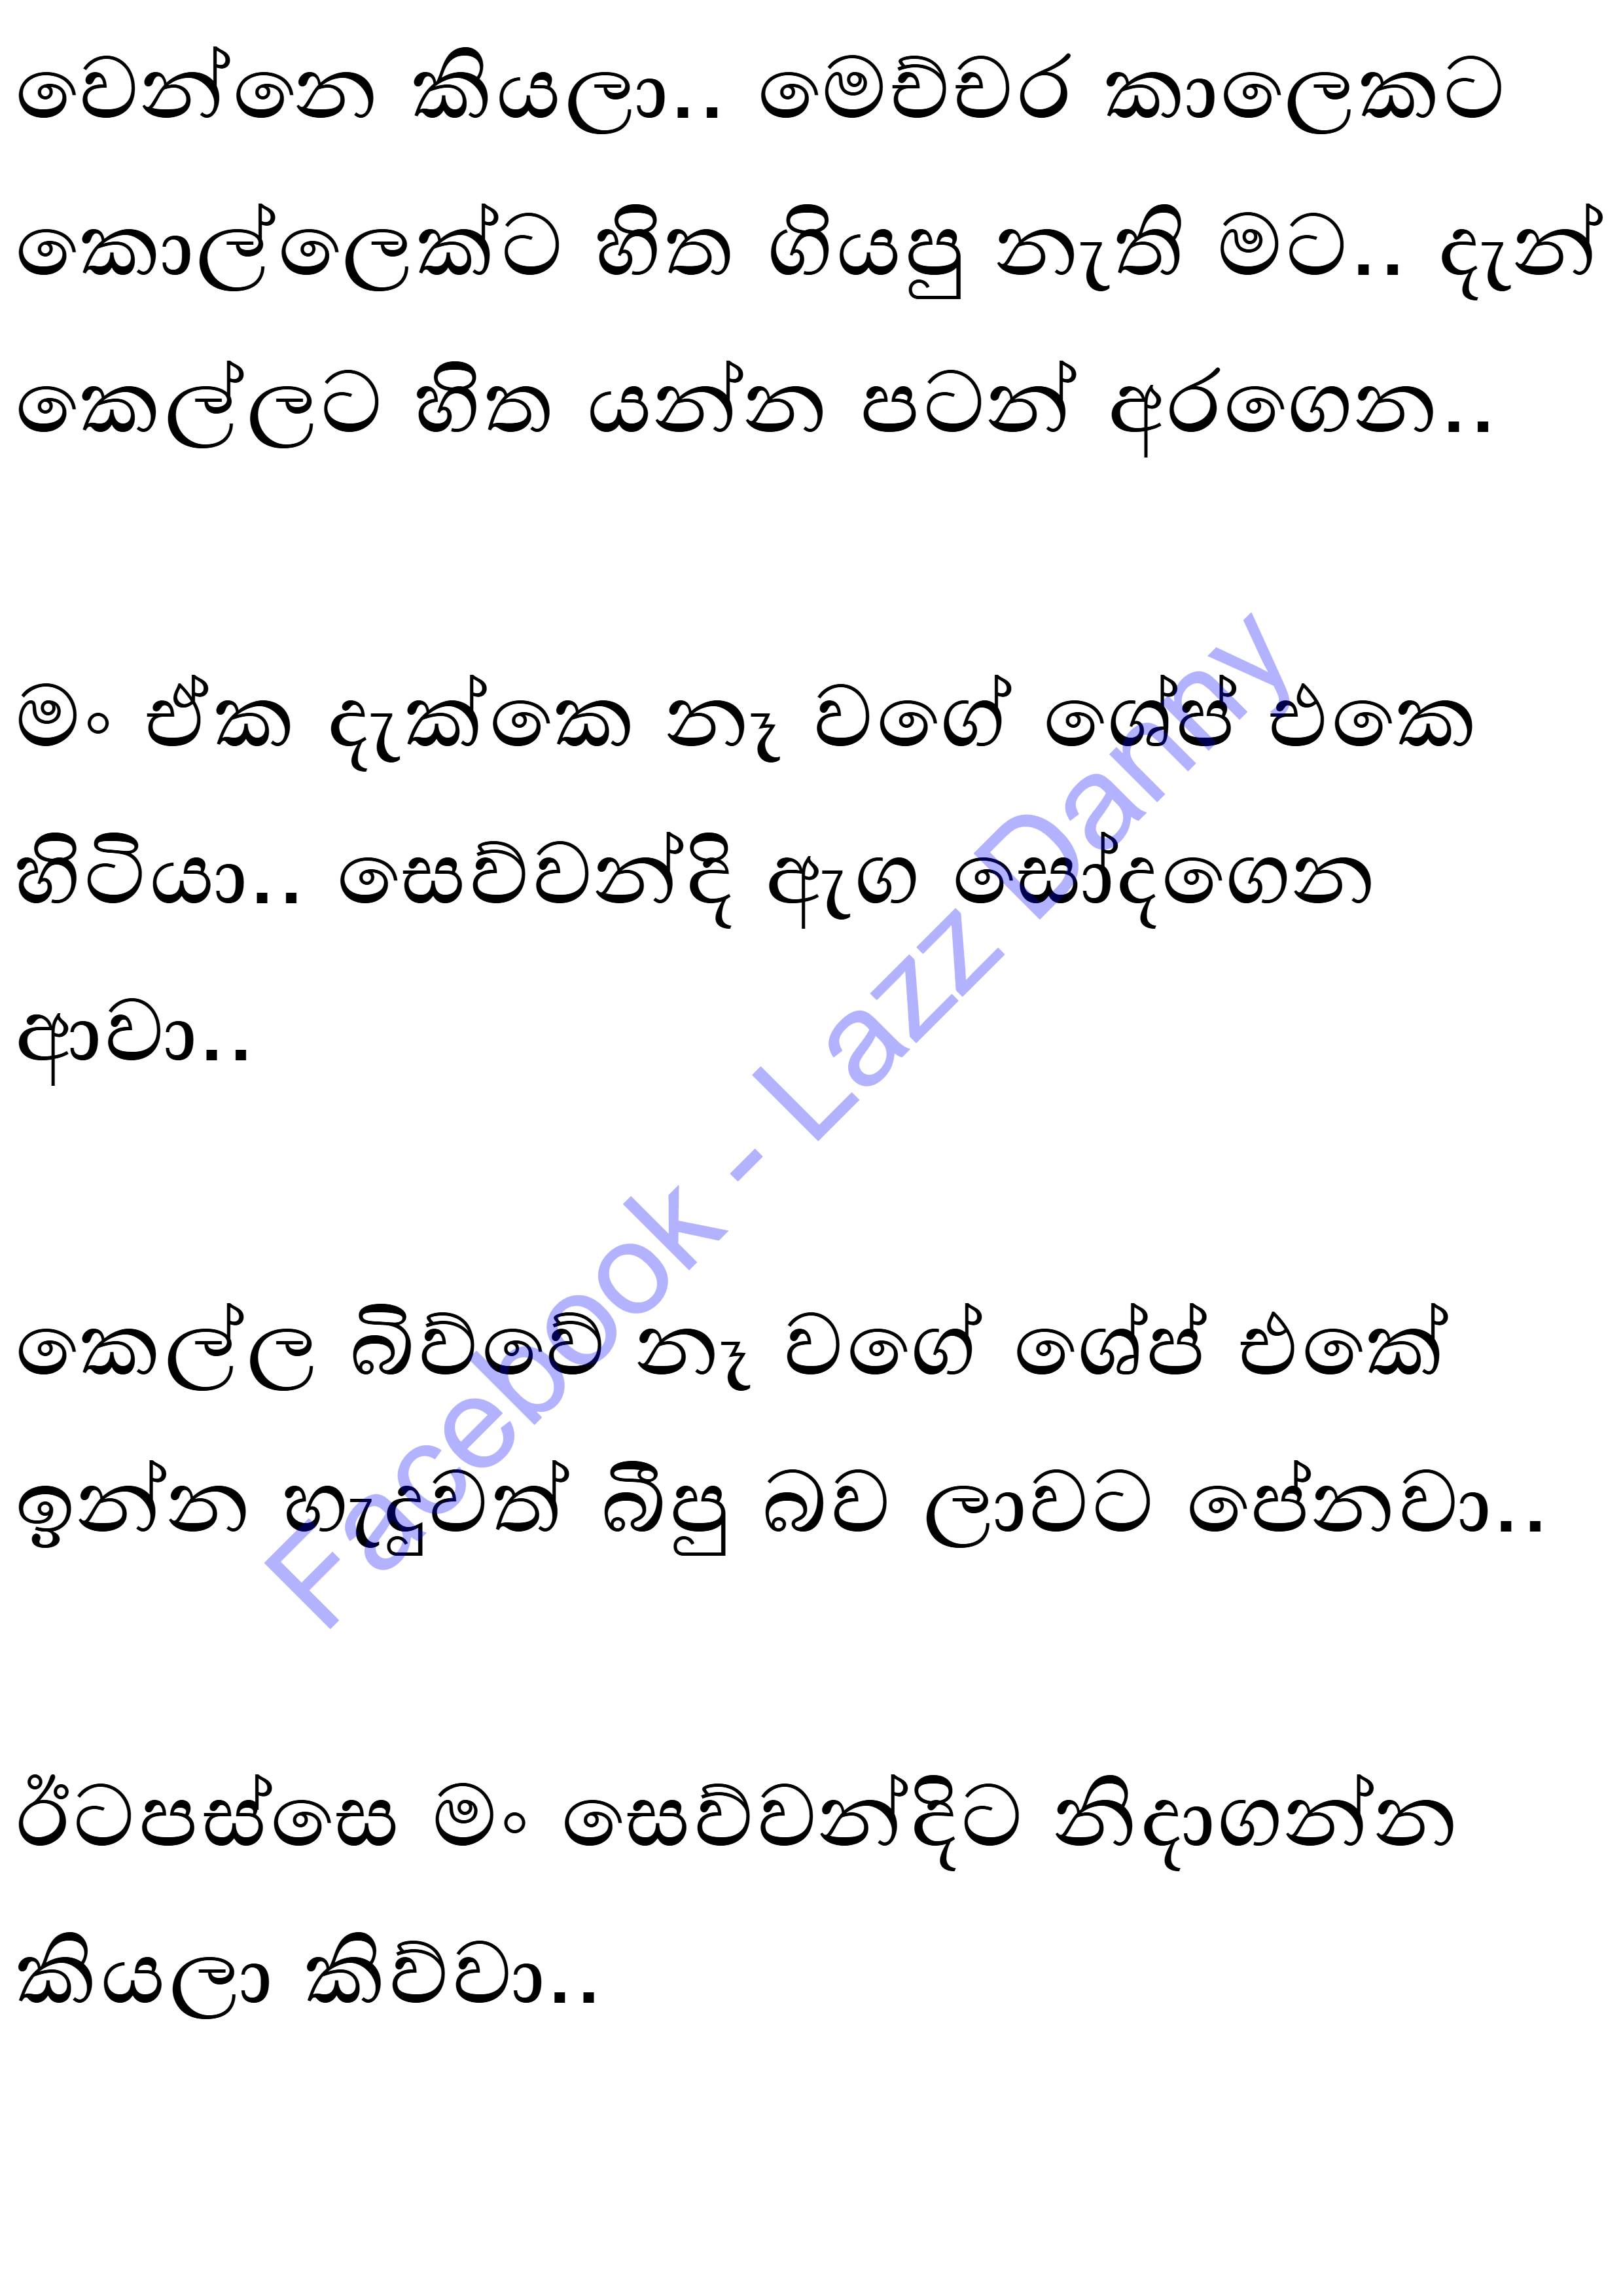 වෙන්නෙ කියලා.. මෙච්චර කාලෙකට
කොල්ලෙක්ට හිත ගියපු නැති මට.. දැන්
කෙල්ලට හිත යන්න පටන් අරගෙන..
මං ඒක දැක්කෙ නෑ වගේ ශේප් එකෙ
හිටියා.. සෙව්වන්දි ඇග සෝදගෙන
ආවා..
කෙල්ල බිව්වේ නෑ වගේ ශේප් එකේ
ඉන්න හැදුවත් බීපු බව ලාවට පේනවා..
ඊටපස්සෙ මං සෙව්වන්දිට නිදාගන්න
කියලා කිව්වා..
Facebook - Lazz Danny